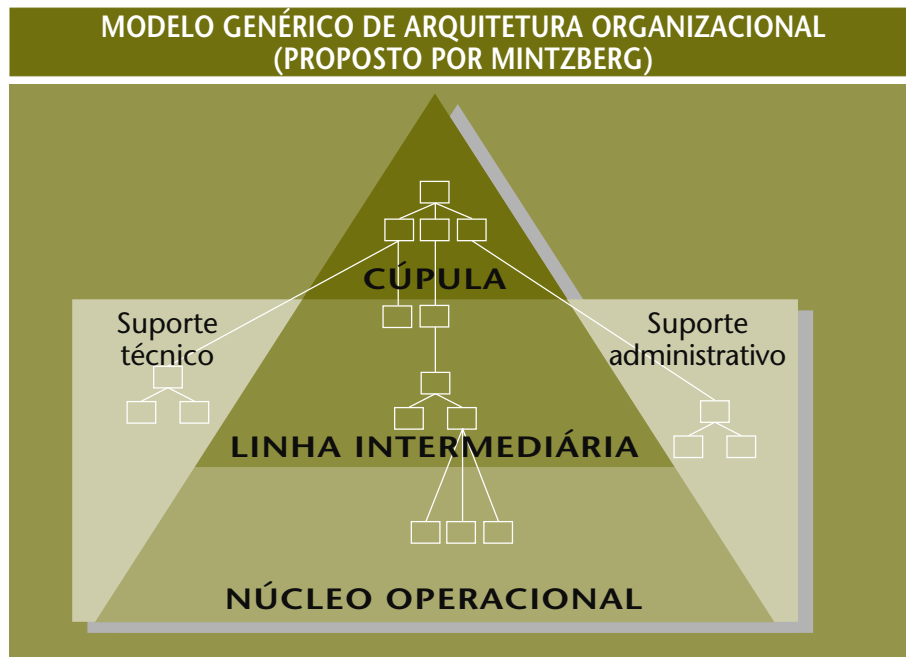 MODELO GENÉRICO DE ARQUITETURA ORGANIZACIONAL
(PROPOSTO POR MINTZBERG)
CÚPULA
Suporte
técnico
Suporte
administrativo
LINHA INTERMEDIÁRIA
NÚCLEO OPERACIONAL